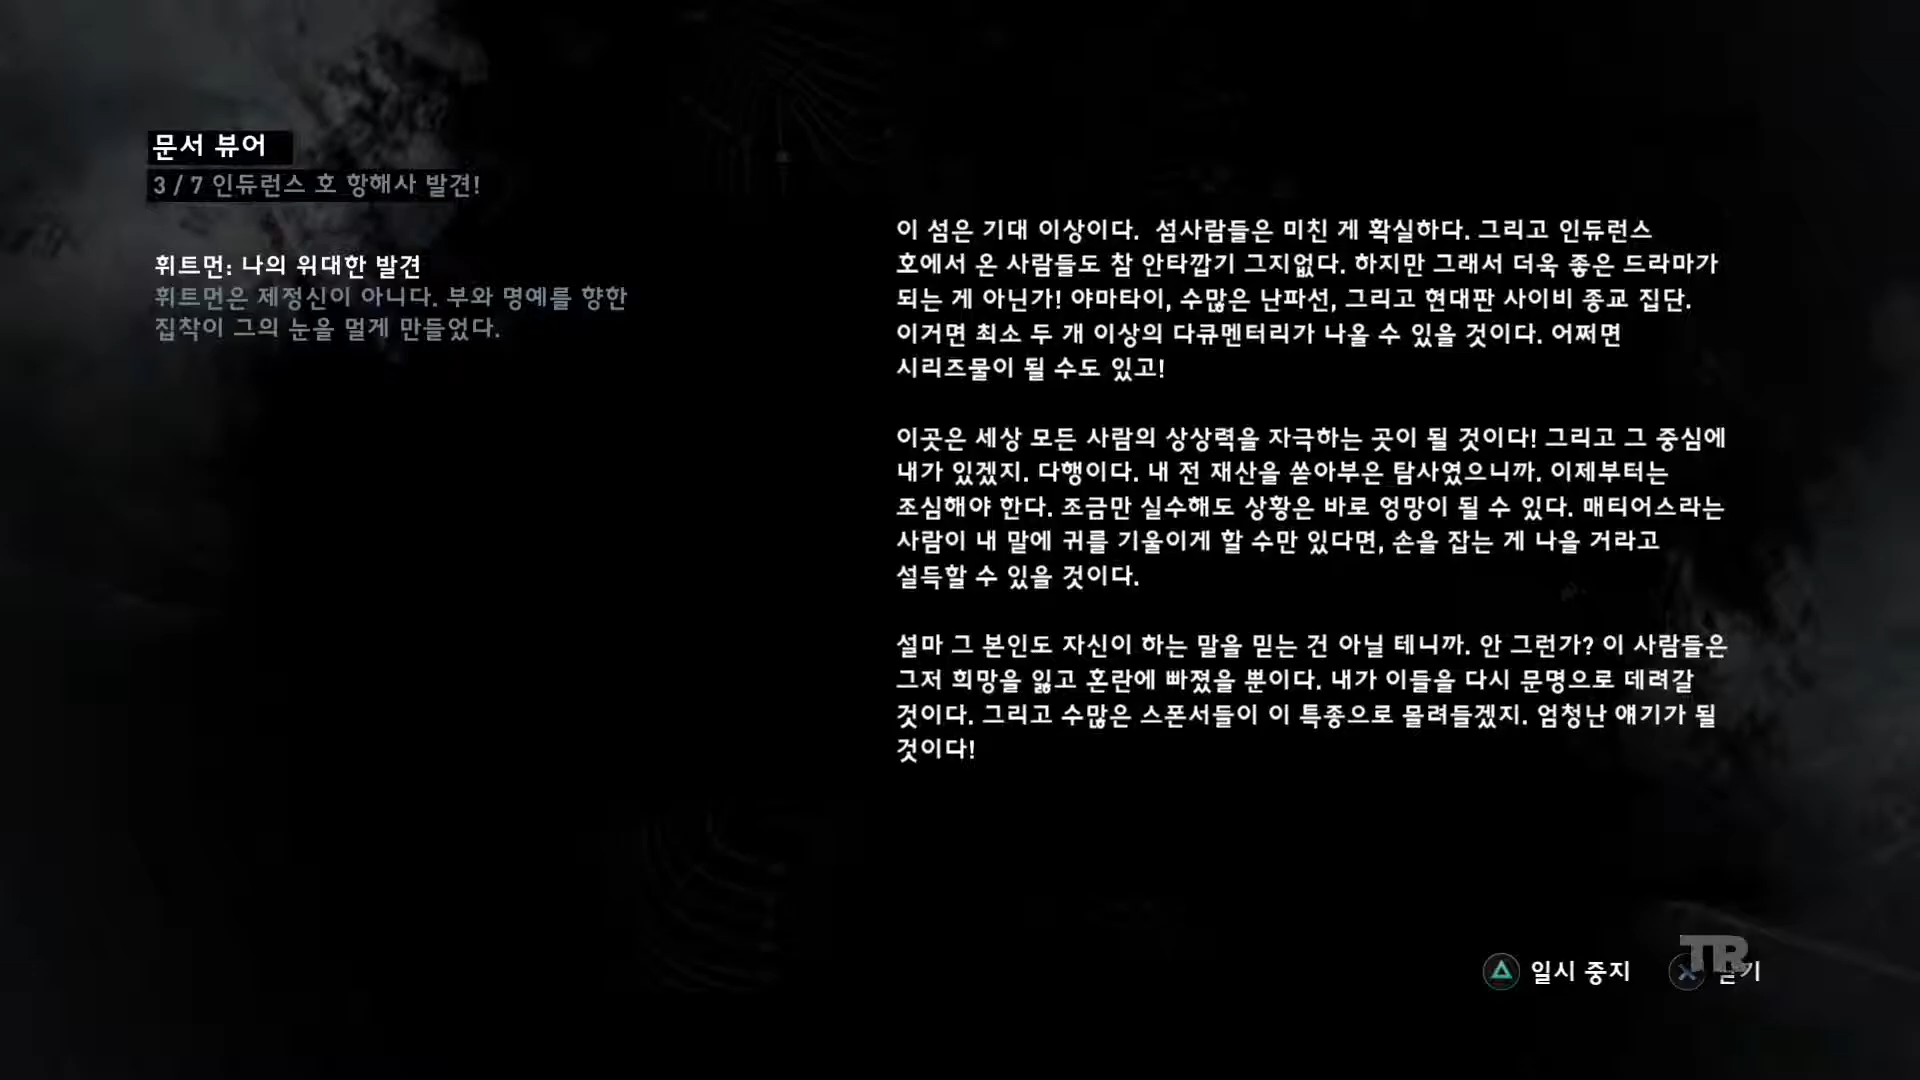 문서 뷰어
3 / 7 인듀런스 호 항해사 발견!
휘트먼: 나의 위대한 발견
휘트먼은 제정신이 아니다. 부와 명예를 향한
집착이 그의 눈을 멀게 만들었다.
이 섬은 기대 이상이다. 섬사람들은 미친 게 확실하다. 그리고 인듀런스
호에서 온 사람들도 참 안타깝기 그지없다. 하지만 그래서 더욱 좋은 드라마가
되는 게 아닌가! 야마타이, 수많은 난파선, 그리고 현대판 사이비 종교 집단.
이거면 최소 두 개 이상의 다큐멘터리가 나올 수 있을 것이다. 어쩌면
시리즈물이 될 수도 있고!
이곳은 세상 모든 사람의 상상력을 자극하는 곳이 될 것이다! 그리고 그 중심에
내가 있겠지. 다행이다. 내 전 재산을 쏟아부은 탐사였으니까. 이제부터는
조심해야 한다. 조금만 실수해도 상황은 바로 엉망이 될 수 있다. 매티어스라는
사람이 내 말에 귀를 기울이게 할 수만 있다면, 손을 잡는 게 나을 거라고
설득할 수 있을 것이다.
설마 그 본인도 자신이 하는 말을 믿는 건 아닐 테니까. 안 그런가? 이 사람들은
그저 희망을 잃고 혼란에 빠졌을 뿐이다. 내가 이들을 다시 문명으로 데려갈
것이다. 그리고 수많은 스폰서들이 이 특종으로 몰려들겠지. 엄청난 얘기가 될
것이다!
일시 중지
TR